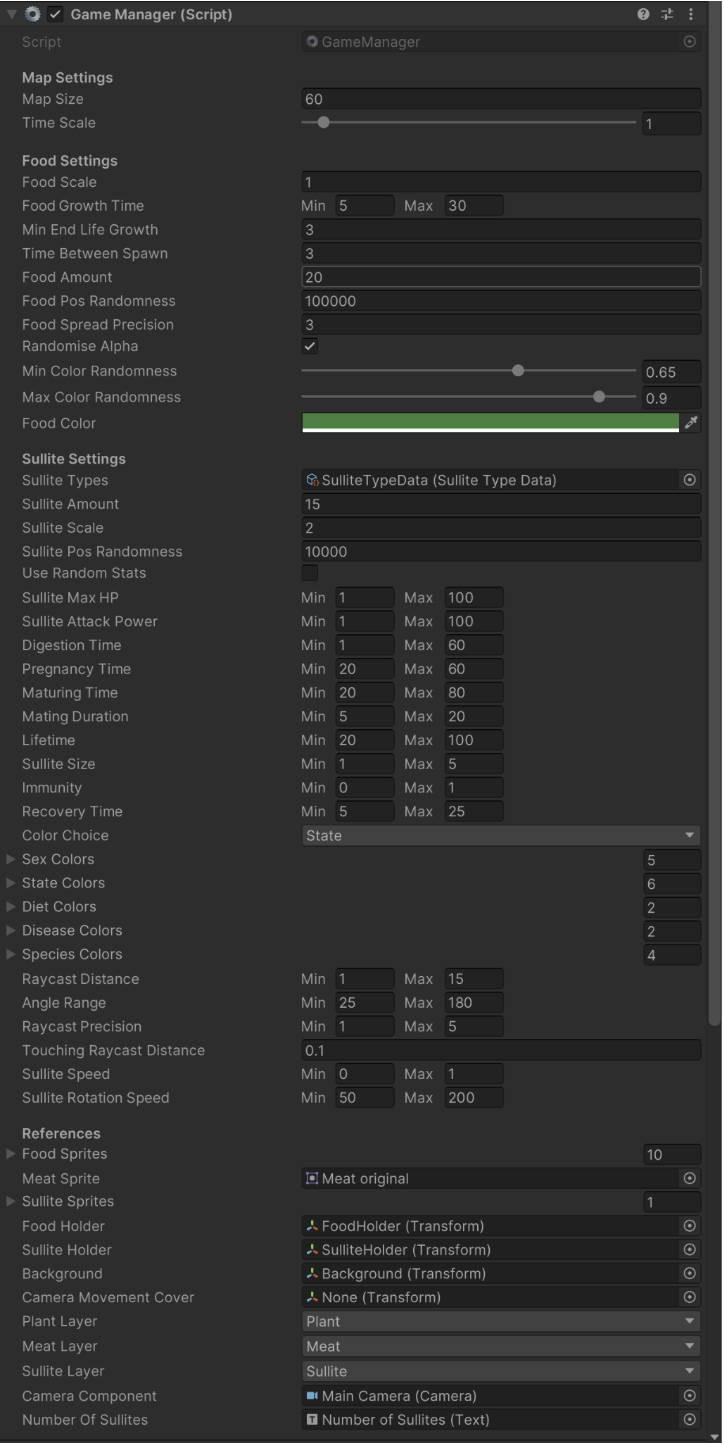 Game Manager (Script)
Script GameManager
Map Settings
Map Size 60
Time Scale 1
Food Settings
Food Scale 1
Food Growth Time Min 5 Max 30
Min End Life Growth 3
Time Between Spawn 3
Food Amount 20
Food Pos Randomness 100000
Food Spread Precision 3
Randomise Alpha
Min Color Randomness 0.65
Max Color Randomness 0.9
Food Color
Sullite Settings
Sullite Types SulliteTypeData (Sullite Type Data)
Sullite Amount 15
Sullite Scale 2
Sullite Pos Randomness 10000
Use Random Stats
Sullite Max HP Min 1 Max 100
Sullite Attack Power Min 1 Max 100
Digestion Time Min 1 Max 60
Pregnancy Time Min 20 Max 60
Maturing Time Min 20 Max 80
Mating Duration Min 5 Max 20
Lifetime Min 20 Max 100
Sullite Size Min 1 Max 5
Immunity Min 0 Max 1
Recovery Time Min 5 Max 25
Color Choice State
Sex Colors 5
State Colors 6
Diet Colors 2
Disease Colors 2
Species Colors 4
Raycast Distance Min 1 Max 15
Angle Range Min 25 Max 180
Raycast Precision Min 1 Max 5
Touching Raycast Distance 0.1
Sullite Speed Min 0 Max 1
Sullite Rotation Speed Min 50 Max 200
References
Food Sprites 10
Meat Sprite Meat original
Sullite Sprites 1
Food Holder FoodHolder (Transform)
Sullite Holder SulliteHolder (Transform)
Background Background (Transform)
Camera Movement Cover None (Transform)
Plant Layer Plant
Meat Layer Meat
Sullite Layer Sullite
Camera Component Main Camera (Camera)
Number Of Sullites Number of Sullites (Text)